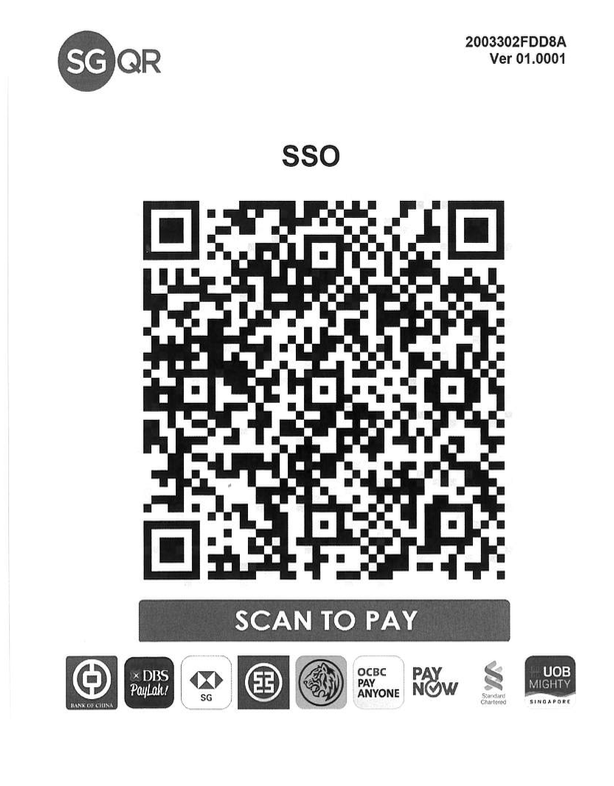 SGQR
2003302FDD8A
Ver 01.0001
SSO
SCAN TO PAY
BANK OF CHINA
DBS
PayLah!
SG
OCBC
PAY
ANYONE
PAY
NOW
Standard
Chartered
UOB
MIGHTY
SINGAPORE